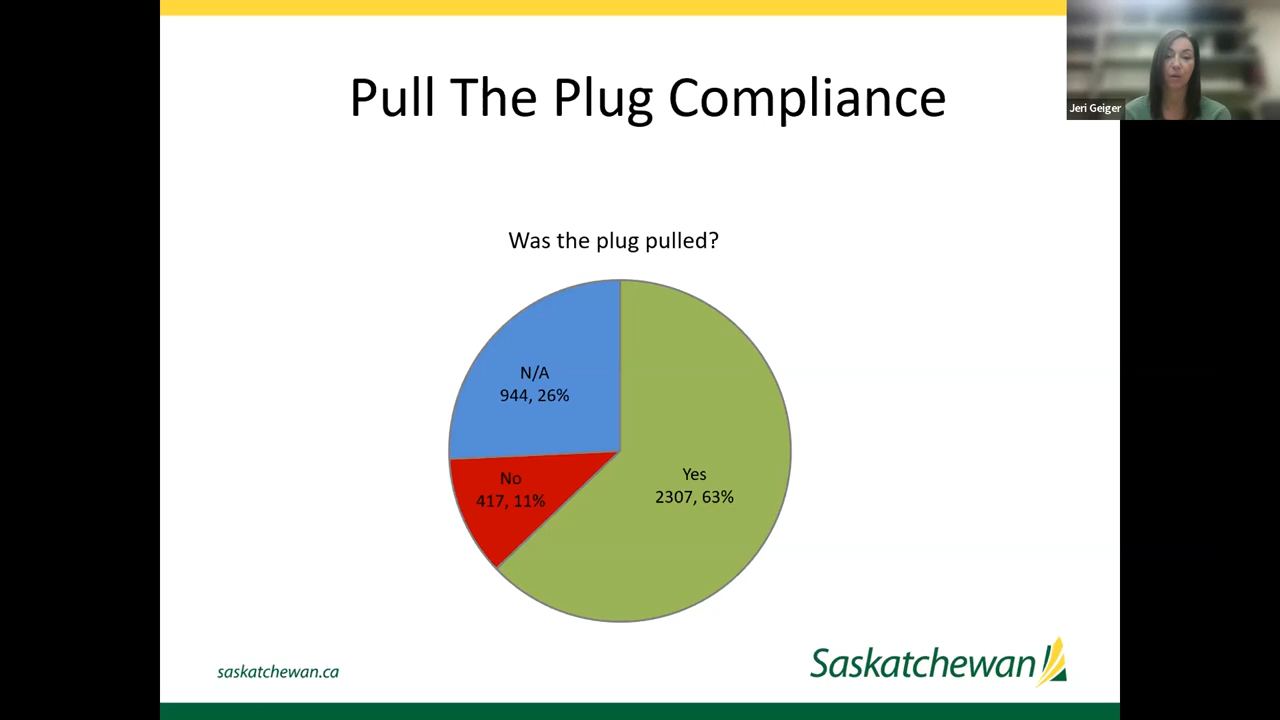 Pull The Plug Compliance
Jeri Geiger
Was the plug pulled?
N/A
944, 26%
No
417, 11%
Yes
2307, 63%
saskatchewan.ca
Saskatchewan